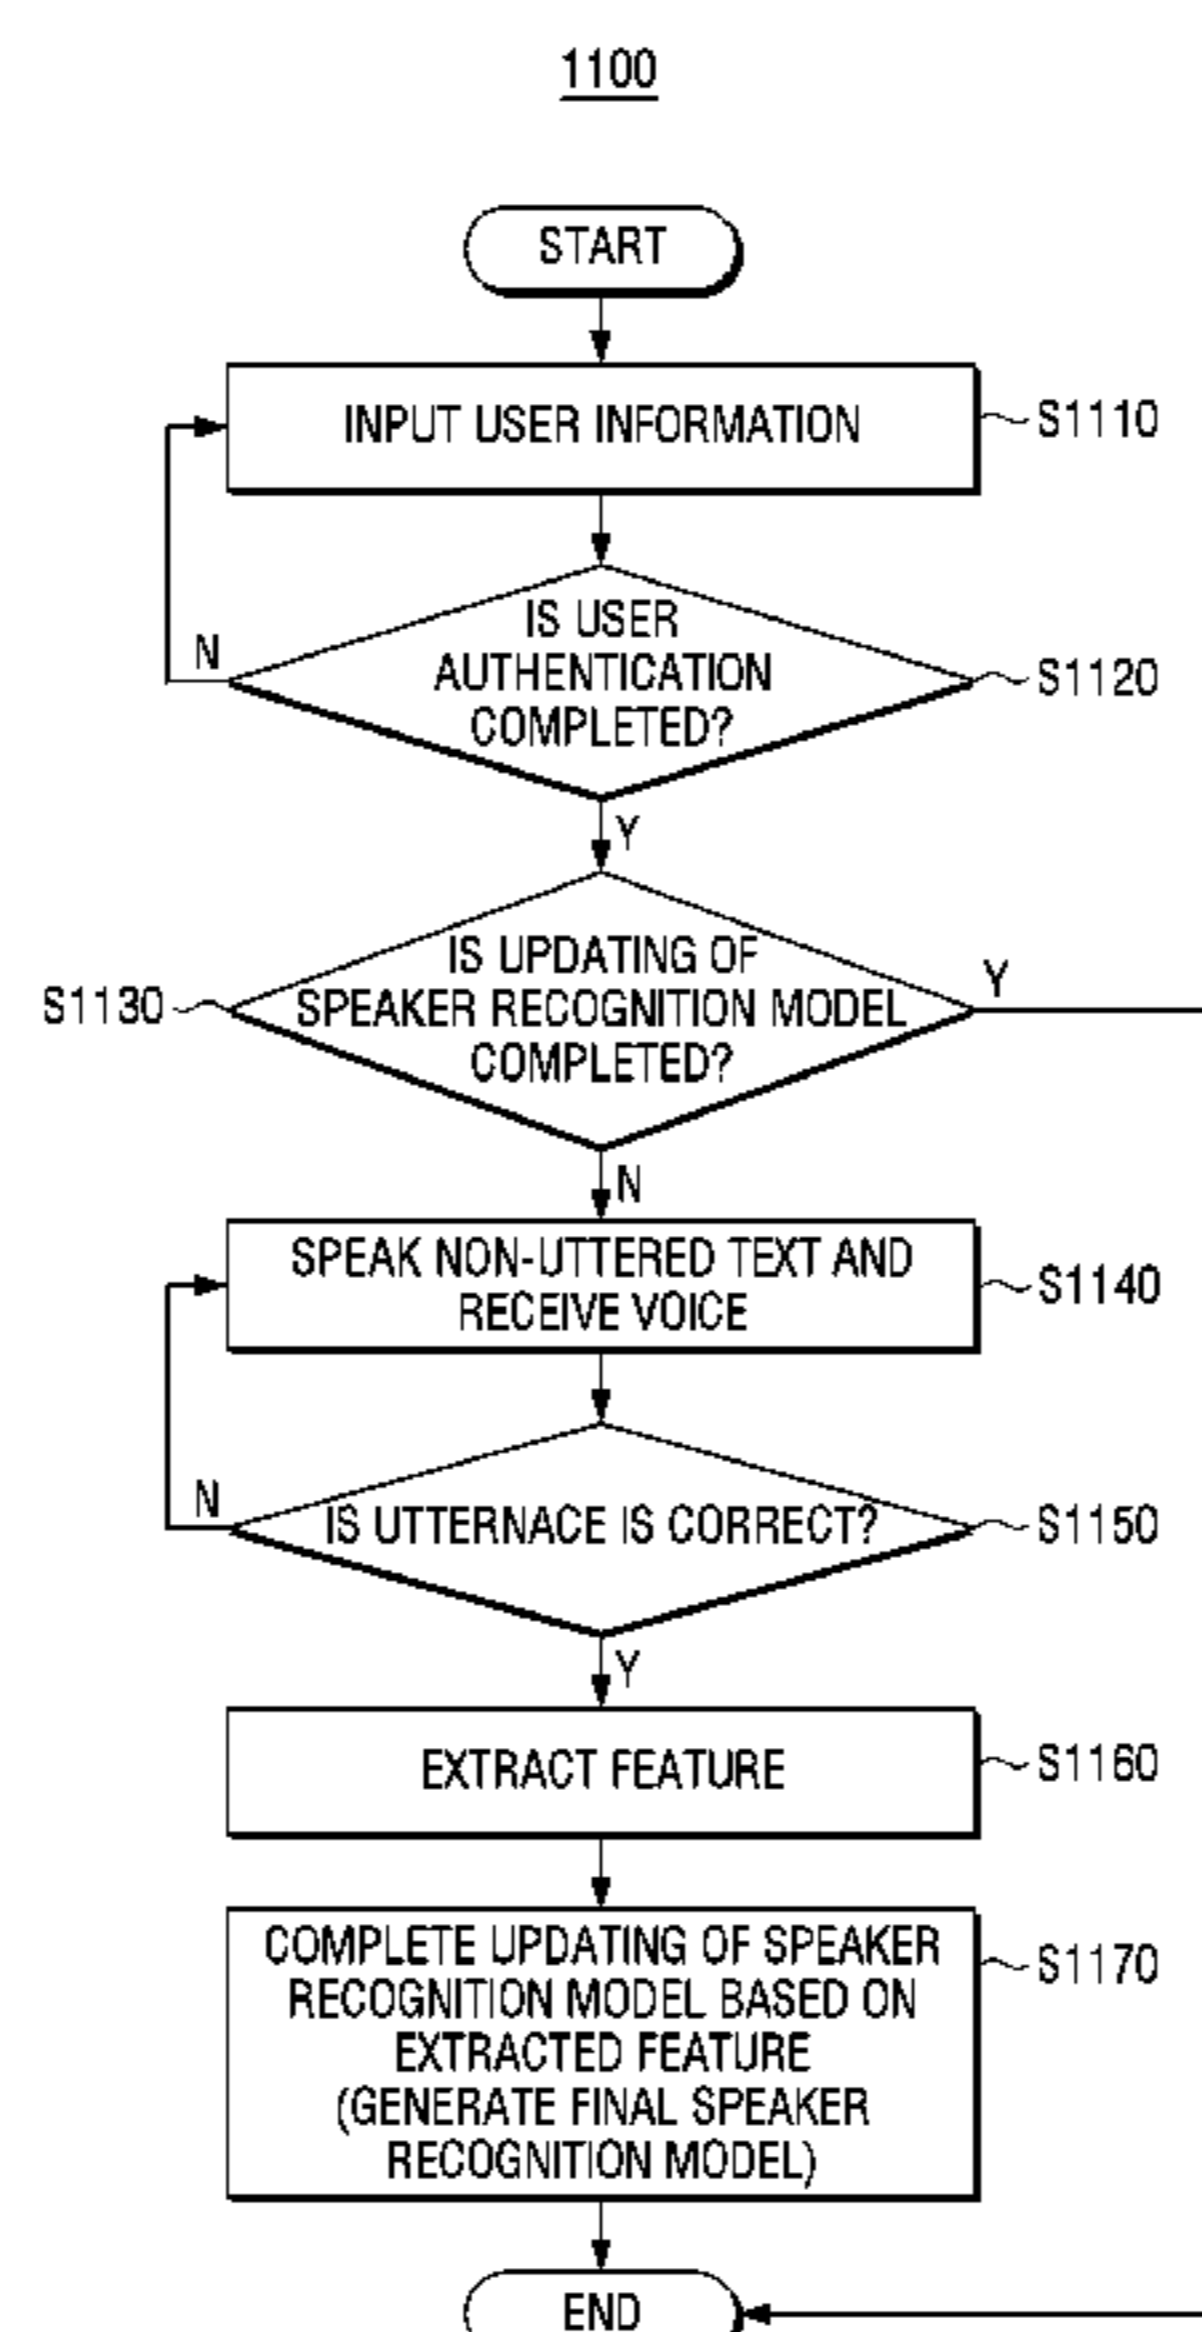 1100
START
INPUT USER INFORMATION
S1110
IS USER
AUTHENTICATION
COMPLETED?
N
S1120
Y
IS UPDATING OF
SPEAKER RECOGNITION MODEL
COMPLETED?
S1130
Y
N
SPEAK NON-UTTERED TEXT AND
RECEIVE VOICE
S1140
IS UTTERNACE IS CORRECT?
N
S1150
Y
EXTRACT FEATURE
S1160
COMPLETE UPDATING OF SPEAKER
RECOGNITION MODEL BASED ON
EXTRACTED FEATURE
(GENERATE FINAL SPEAKER
RECOGNITION MODEL)
S1170
END